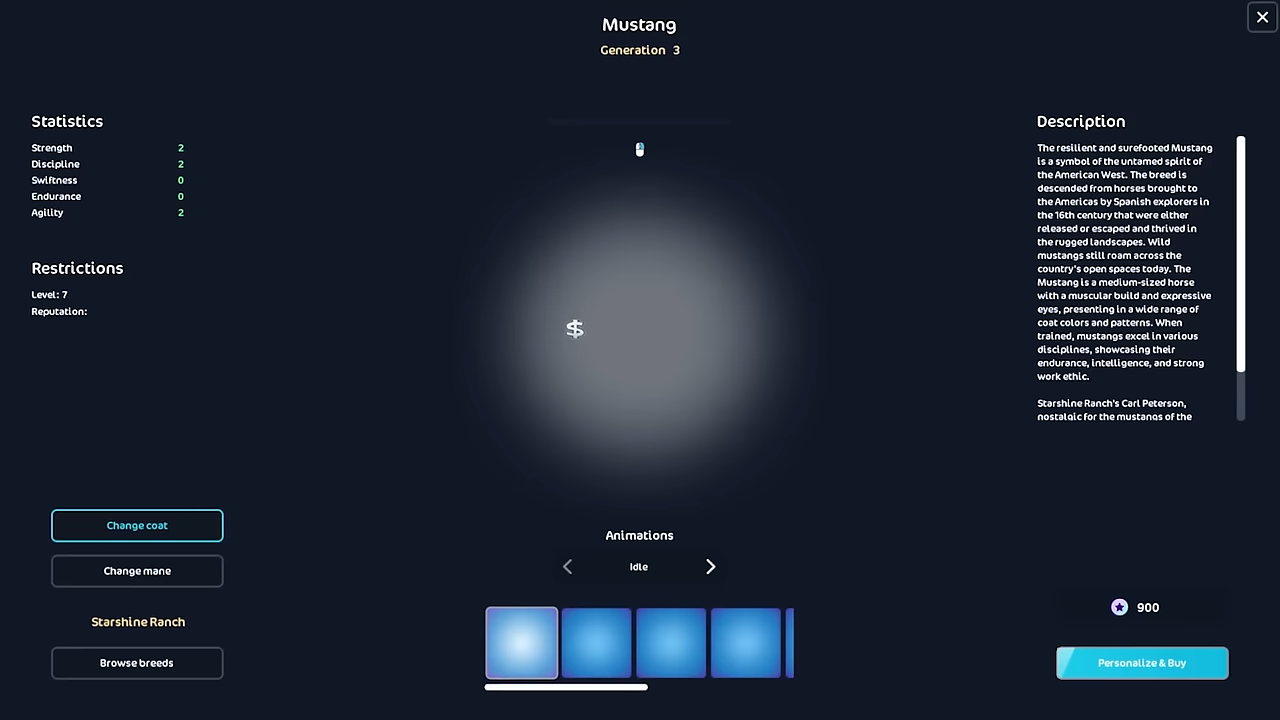 Mustang
Generation 3
Statistics
Strength 2
Discipline 2
Swiftness 0
Endurance 0
Agility 2
Restrictions
Level: 7
Reputation:
$
Description
The resilient and surefooted Mustang
is a symbol of the untamed spirit of
the American West. The breed is
descended from horses brought to
the Americas by Spanish explorers in
the 16th century that were either
released or escaped and thrived in
the rugged landscapes. Wild
mustangs still roam across the
country's open spaces today. The
Mustang is a medium-sized horse
with a muscular build and expressive
eyes, presenting in a wide range of
coat colors and patterns. When
trained, mustangs excel in various
disciplines, showcasing their
endurance, intelligence, and strong
work ethic.
Starshine Ranch's Carl Peterson,
nostalgic for the mustangs of the
Change coat
Change mane
Starshine Ranch
Browse breeds
Animations
Idle
900
Personalize & Buy